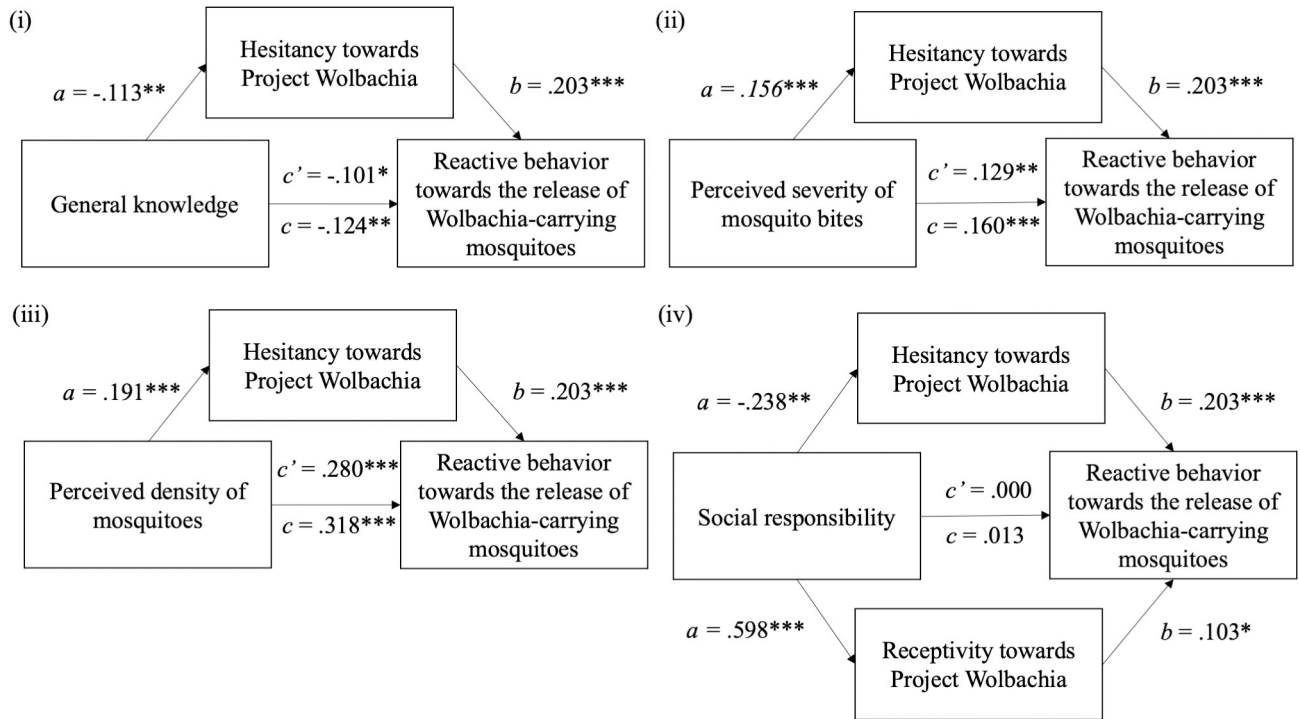 (i)
Hesitancy towards
Project Wolbachia
a = -.113**
b = .203***
General knowledge
c’ = -.101*
c = -.124**
Reactive behavior
towards the release of
Wolbachia-carrying
mosquitoes
(ii)
Hesitancy towards
Project Wolbachia
a = .156***
b = .203***
Perceived severity of
mosquito bites
c’ = .129**
c = .160***
Reactive behavior
towards the release of
Wolbachia-carrying
mosquitoes
(iii)
Hesitancy towards
Project Wolbachia
a = .191***
b = .203***
Perceived density of
mosquitoes
c’ = .280***
c = .318***
Reactive behavior
towards the release of
Wolbachia-carrying
mosquitoes
(iv)
Hesitancy towards
Project Wolbachia
a = -.238**
b = .203***
Social responsibility
c’ = .000
c = .013
Reactive behavior
towards the release of
Wolbachia-carrying
mosquitoes
a = .598***
b = .103*
Receptivity towards
Project Wolbachia